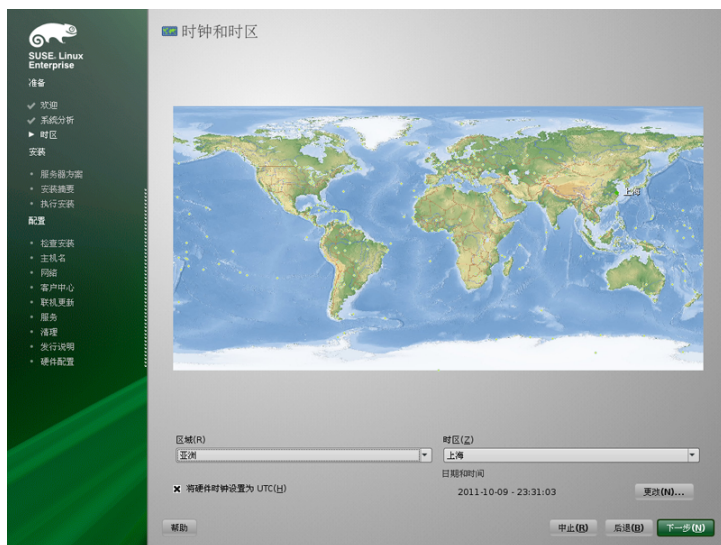 SUSE. Linux
Enterprise
准备
欢迎
系统分析
时区
安装
服务器方案
安装摘要
执行安装
配置
检查安装
主机名
网络
客户中心
联机更新
服务
清理
发行说明
硬件配置
时钟和时区
上海
区域(R)
亚洲
时区(Z)
上海
日期和时间
将硬件时钟设置为 UTC(H)
2011-10-09 - 23:31:03
更改(N)...
帮助
中止(R)
后退(B)
下一步(N)